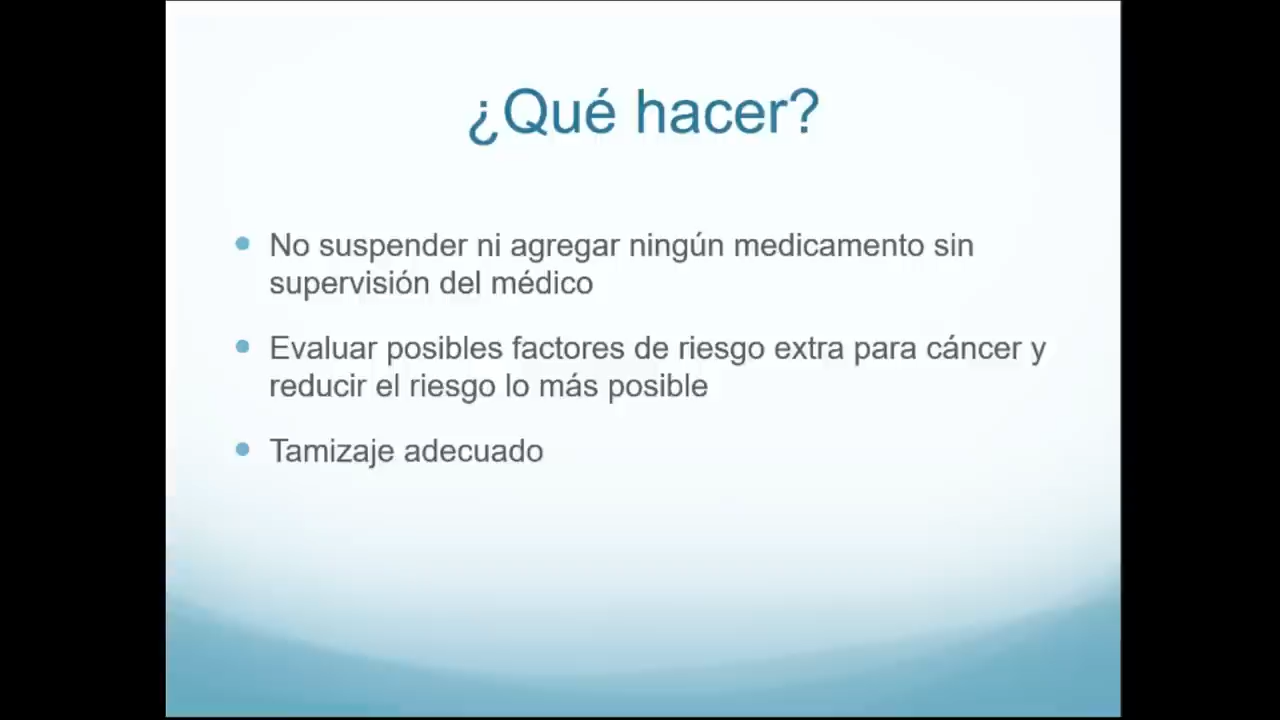 ¿Qué hacer?
No suspender ni agregar ningún medicamento sin
supervisión del médico
Evaluar posibles factores de riesgo extra para cáncer y
reducir el riesgo lo más posible
Tamizaje adecuado